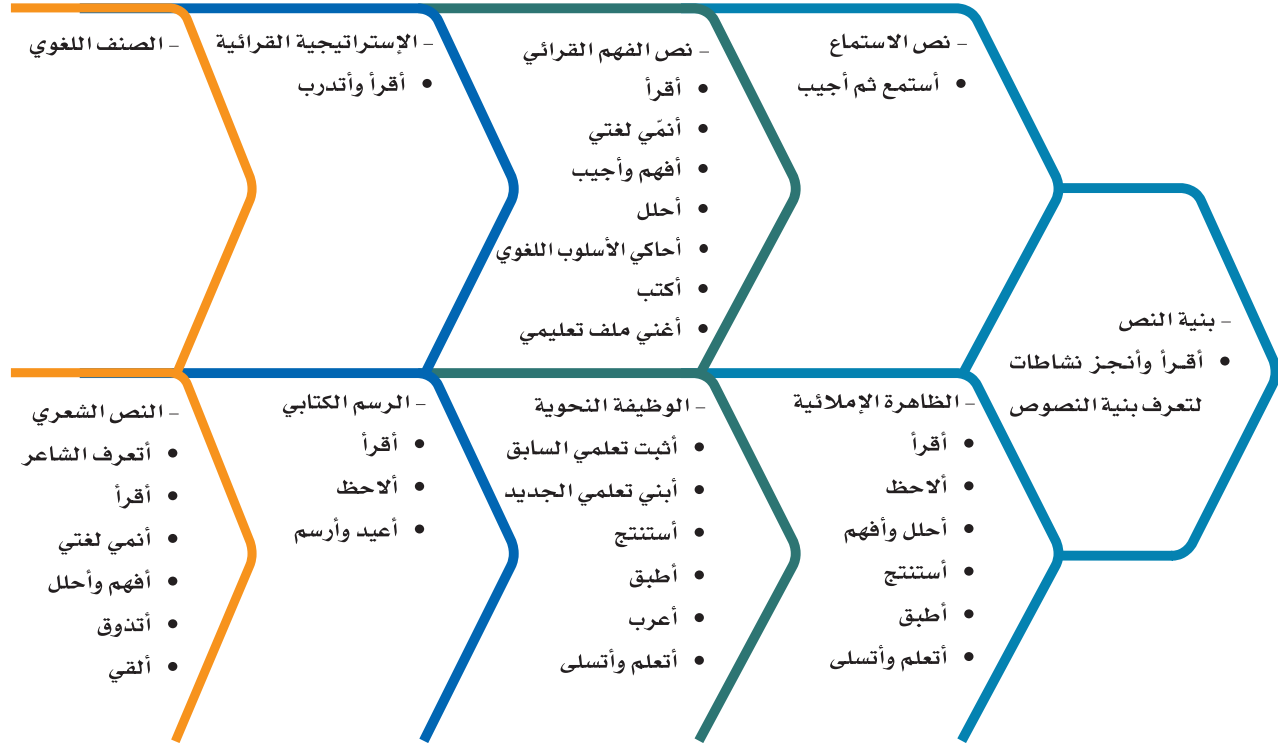 – نص الاستماع
• أستمع ثم أجيب
– نص الفهم القرائي
• أقرأ
• أنمّي لغتي
• أفهم وأجيب
• أحلل
• أحاكي الأسلوب اللغوي
• أكتب
• أغني ملف تعليمي
– الإستراتيجية القرائية
• أقرأ وأتدرب
– الصنف اللغوي
– بنية النص
• أقرأ وأنجز نشاطات
لتعرف بنية النصوص
– الظاهرة الإملائية
• أقرأ
• ألاحظ
• أحلل وأفهم
• أستنتج
• أطبق
• أتعلم وأتسلى
– الوظيفة النحوية
• أثبت تعلمي السابق
• أبني تعلمي الجديد
• أستنتج
• أطبق
• أعرب
• أتعلم وأتسلى
– الرسم الكتابي
• أقرأ
• ألاحظ
• أعيد وأرسم
– النص الشعري
• أتعرف الشاعر
• أقرأ
• أنمي لغتي
• أفهم وأحلل
• أتذوق
• ألقي